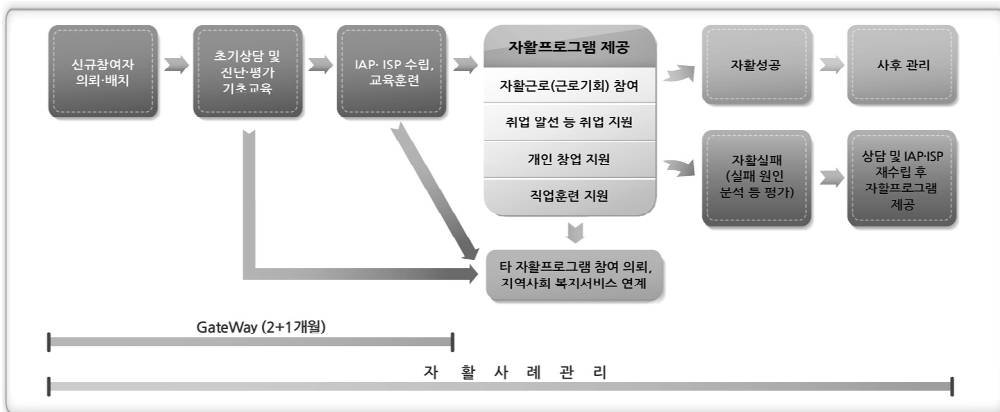 신규참여자
의뢰·배치
초기상담 및
진단·평가
기초교육
IAP· ISP 수립,
교육훈련
자활프로그램 제공
자활근로(근로기회) 참여
취업 알선 등 취업 지원
개인 창업 지원
직업훈련 지원
자활성공
사후 관리
자활실패
(실패 원인
분석 등 평가)
상담 및 IAP·ISP
재수립 후
자활프로그램
제공
타 자활프로그램 참여 의뢰,
지역사회 복지서비스 연계
GateWay (2+1개월)
자 활 사 례 관 리